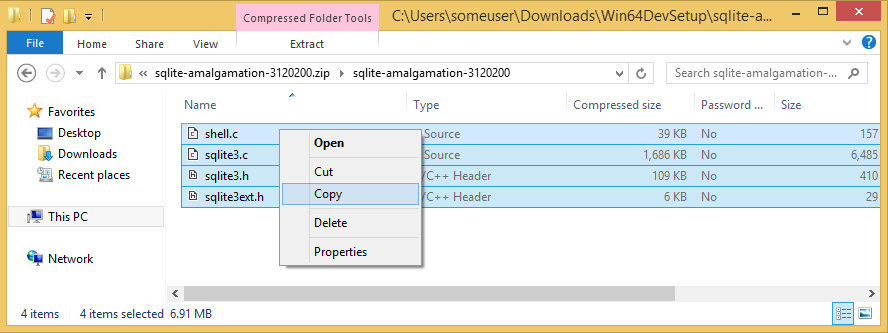 Compressed Folder Tools
C:\Users\someuser\Downloads\Win64DevSetup\sqlite-a...
File Home Share View Extract
« sqlite-amalgamation-3120200.zip sqlite-amalgamation-3120200 Search sqlite-amalgamation-...
Name Type Compressed size Password ... Size
Favorites
Desktop
Downloads
Recent places
This PC
Network
shell.c Source 39 KB No 157
sqlite3.c Source 1,686 KB No 6,485
sqlite3.h /C++ Header 109 KB No 410
sqlite3ext.h /C++ Header 6 KB No 29
Open
Cut
Copy
Delete
Properties
4 items 4 items selected 6.91 MB